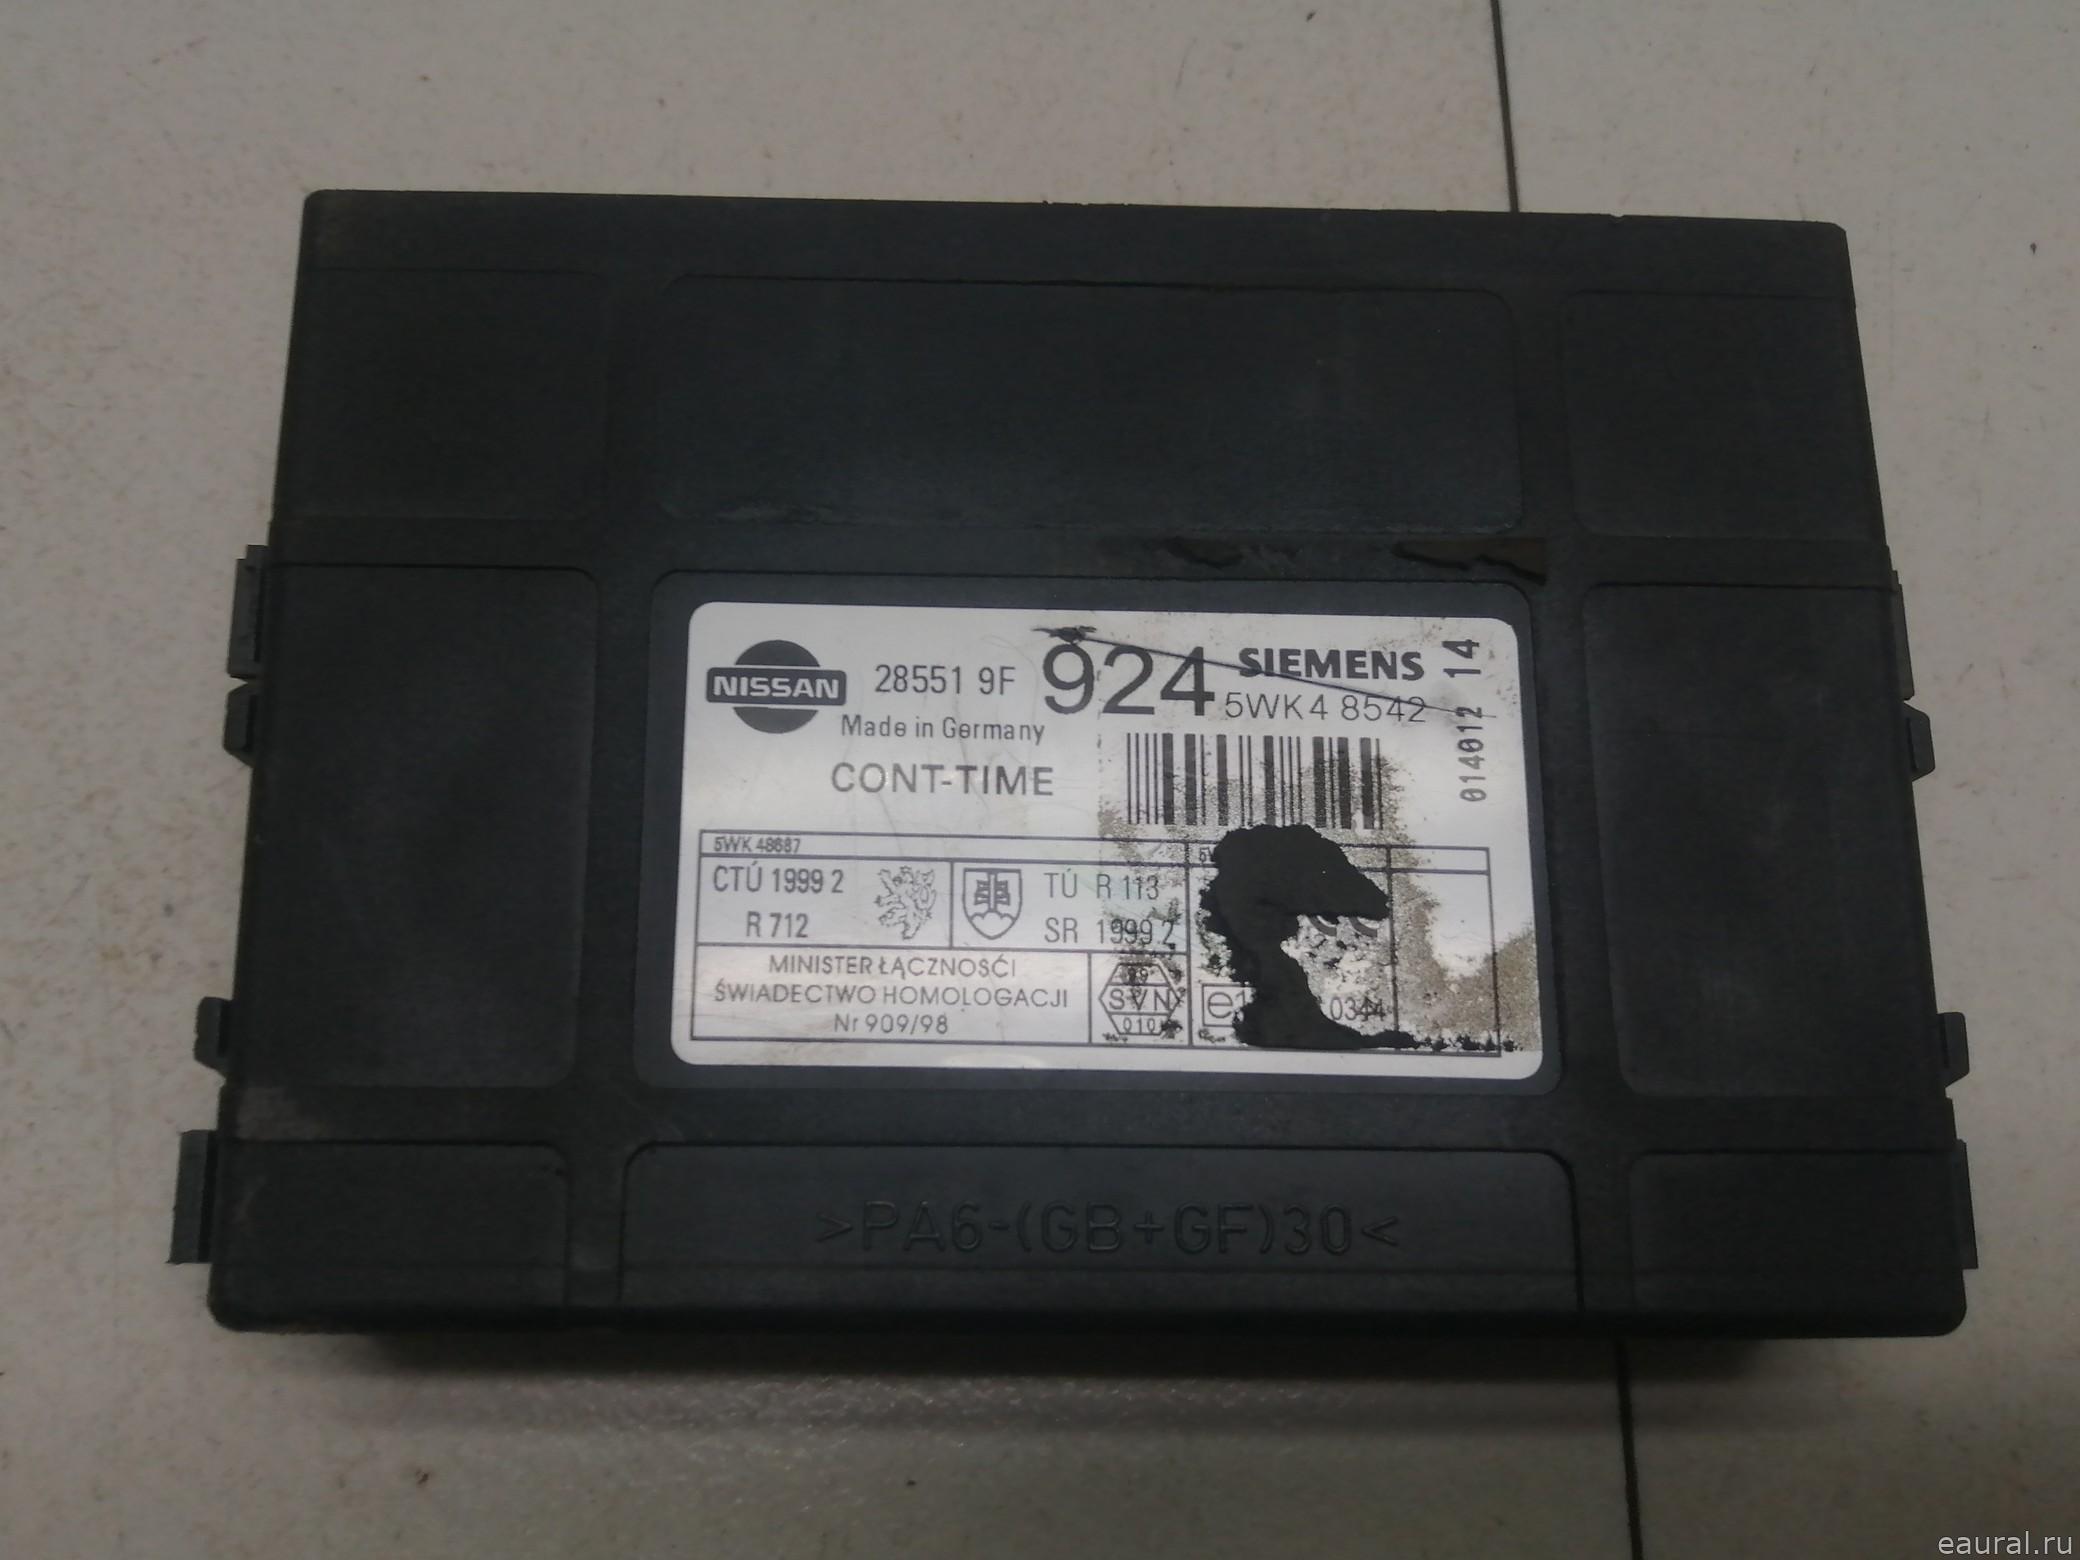 NISSAN
28551 9F 924
SIEMENS
5WK4 8542
014012 14
Made in Germany
CONT-TIME
5WK 48687
CTÚ 1999 2
R 712
TÚ R 113
SR 1999 2
MINISTER ŁĄCZNOSĆI
ŚWIADECTWO HOMOLOGACJI
Nr 909/98
SVN
010
e1
0344
>PA6-(GB+GF)30<
eaural.ru